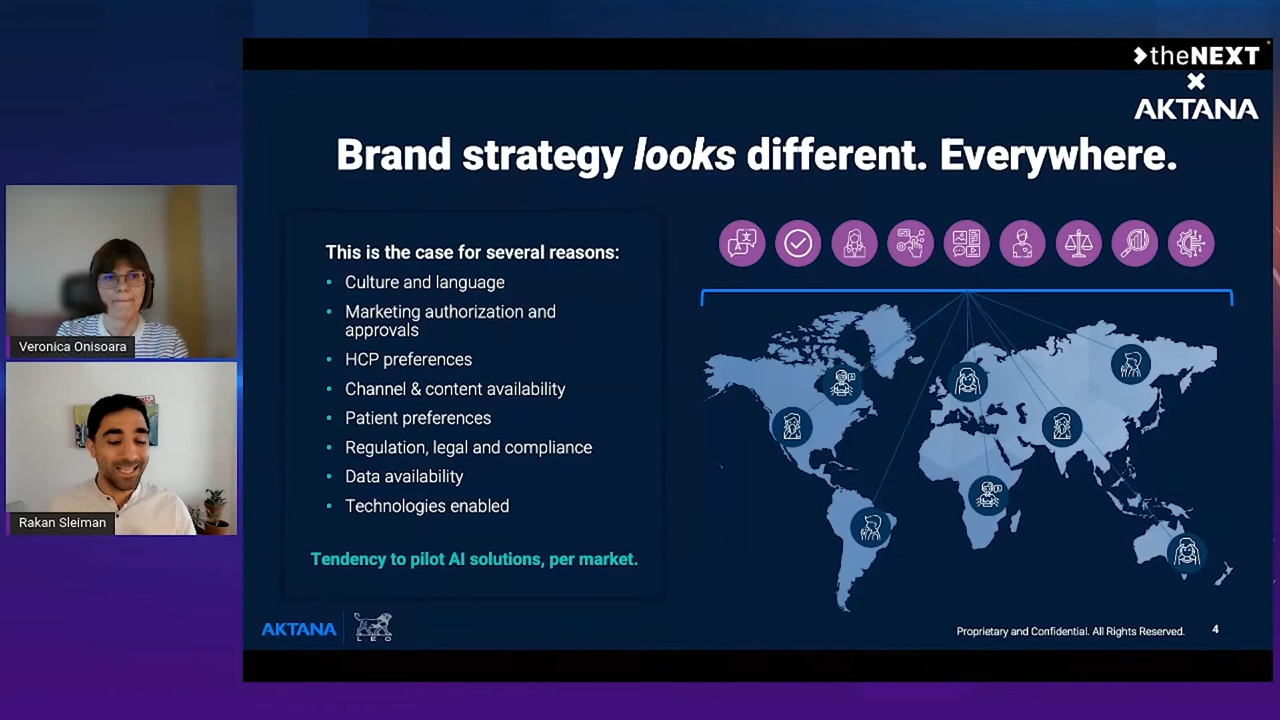 theNEXT
AKTANA
Brand strategy looks different. Everywhere.
This is the case for several reasons:
• Culture and language
• Marketing authorization and
approvals
• HCP preferences
• Channel & content availability
• Patient preferences
• Regulation, legal and compliance
• Data availability
• Technologies enabled
Tendency to pilot AI solutions, per market.
Veronica Onisoara
Rakan Sleiman
AKTANA
LEO
Proprietary and Confidential. All Rights Reserved.
4